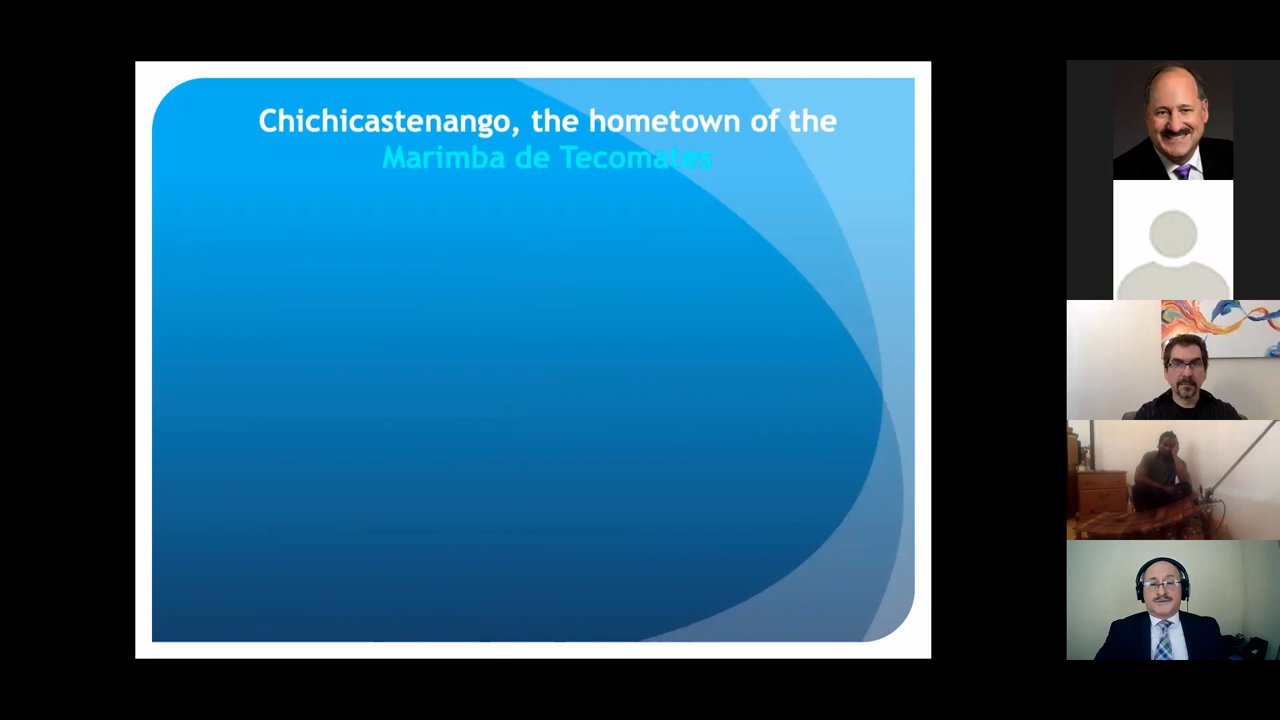 Chichicastenango, the hometown of the
Marimba de Tecomates